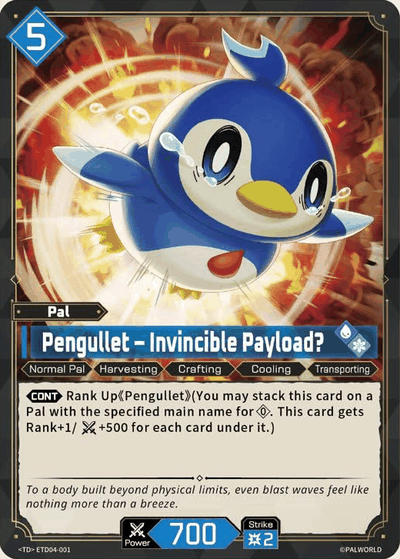 5
Pal
Pengullet – Invincible Payload?
Normal Pal Harvesting Crafting Cooling Transporting
CONT Rank Up《Pengullet》(You may stack this card on a
Pal with the specified main name for . This card gets
Rank+1/ +500 for each card under it.)
To a body built beyond physical limits, even blast waves feel like
nothing more than a breeze.
Power 700 Strike 2
<TD> ETD04-001 ©PALWORLD